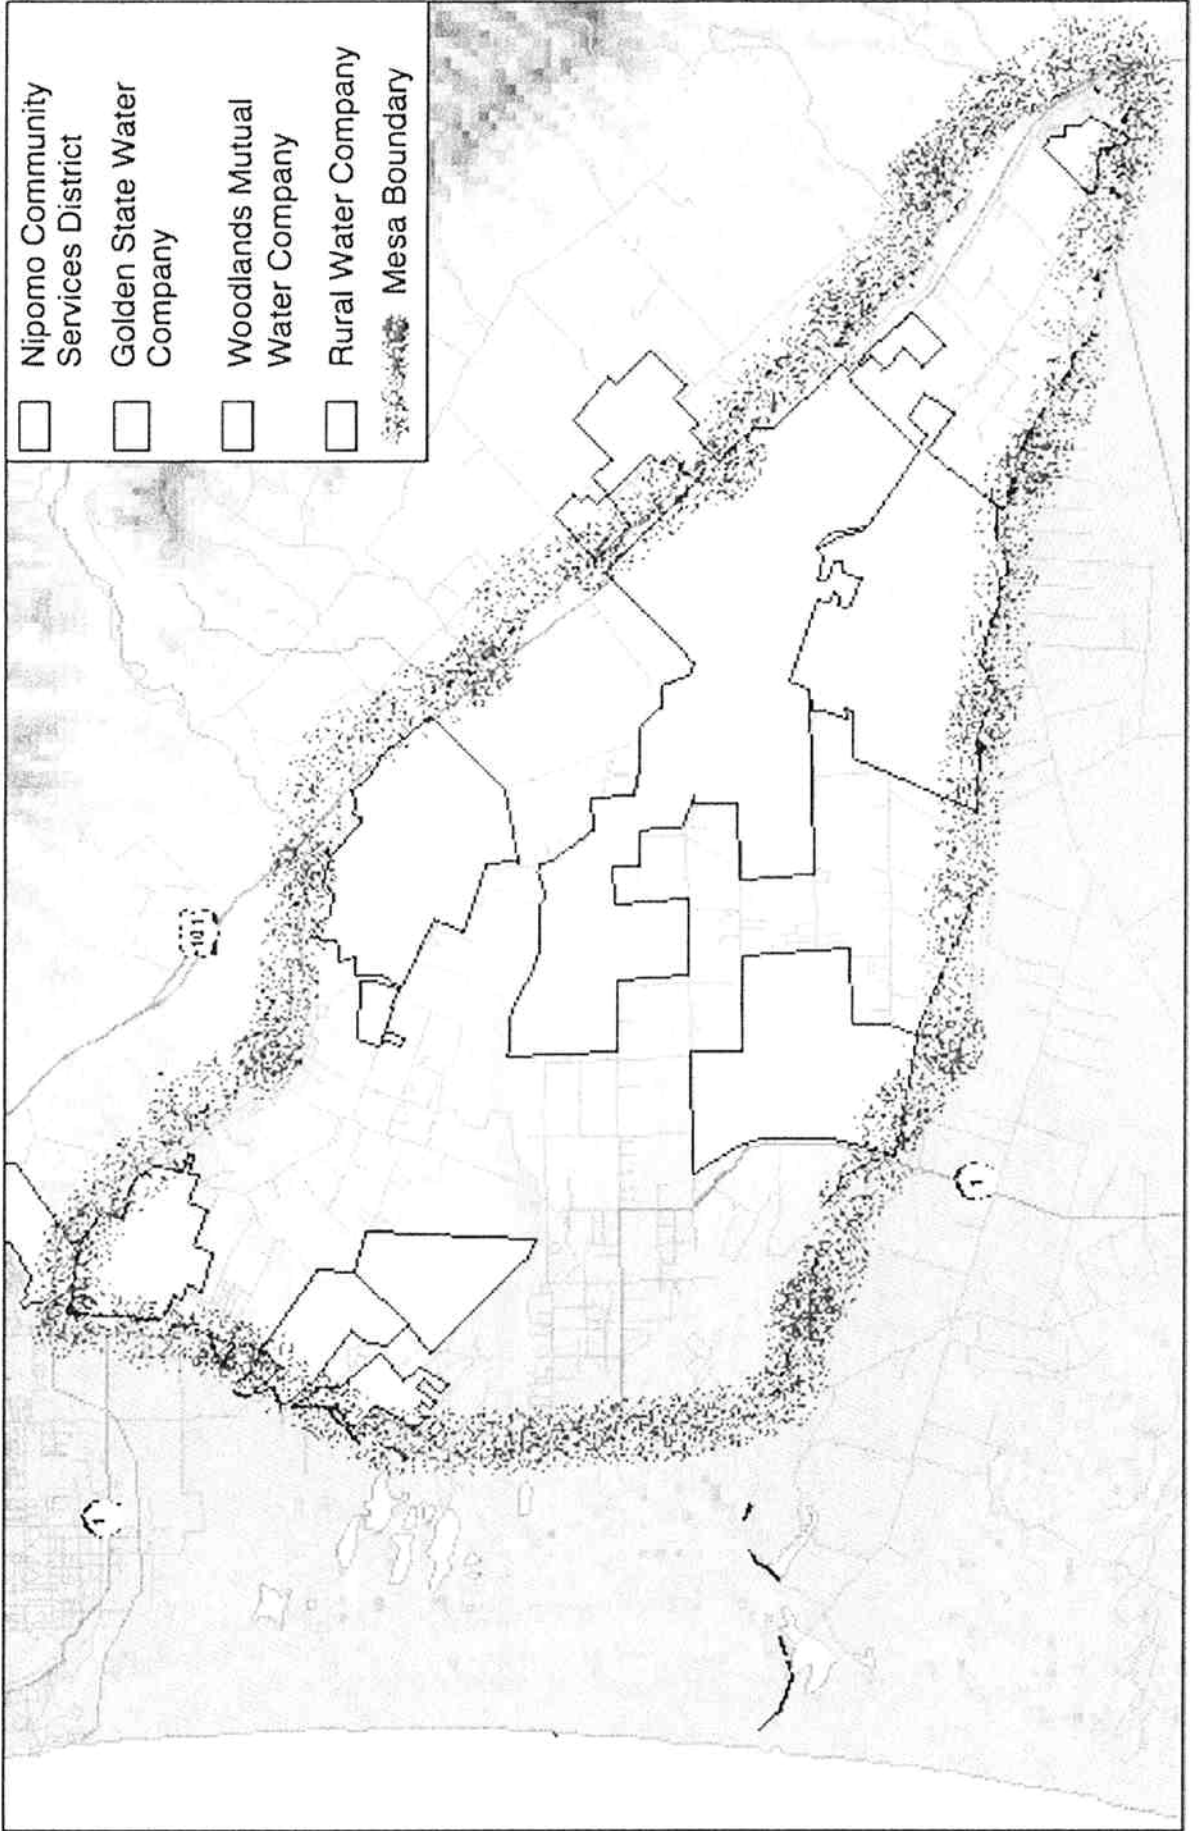 Nipomo Community
Services District
Golden State Water
Company
Woodlands Mutual
Water Company
Rural Water Company
Mesa Boundary
101
1
1